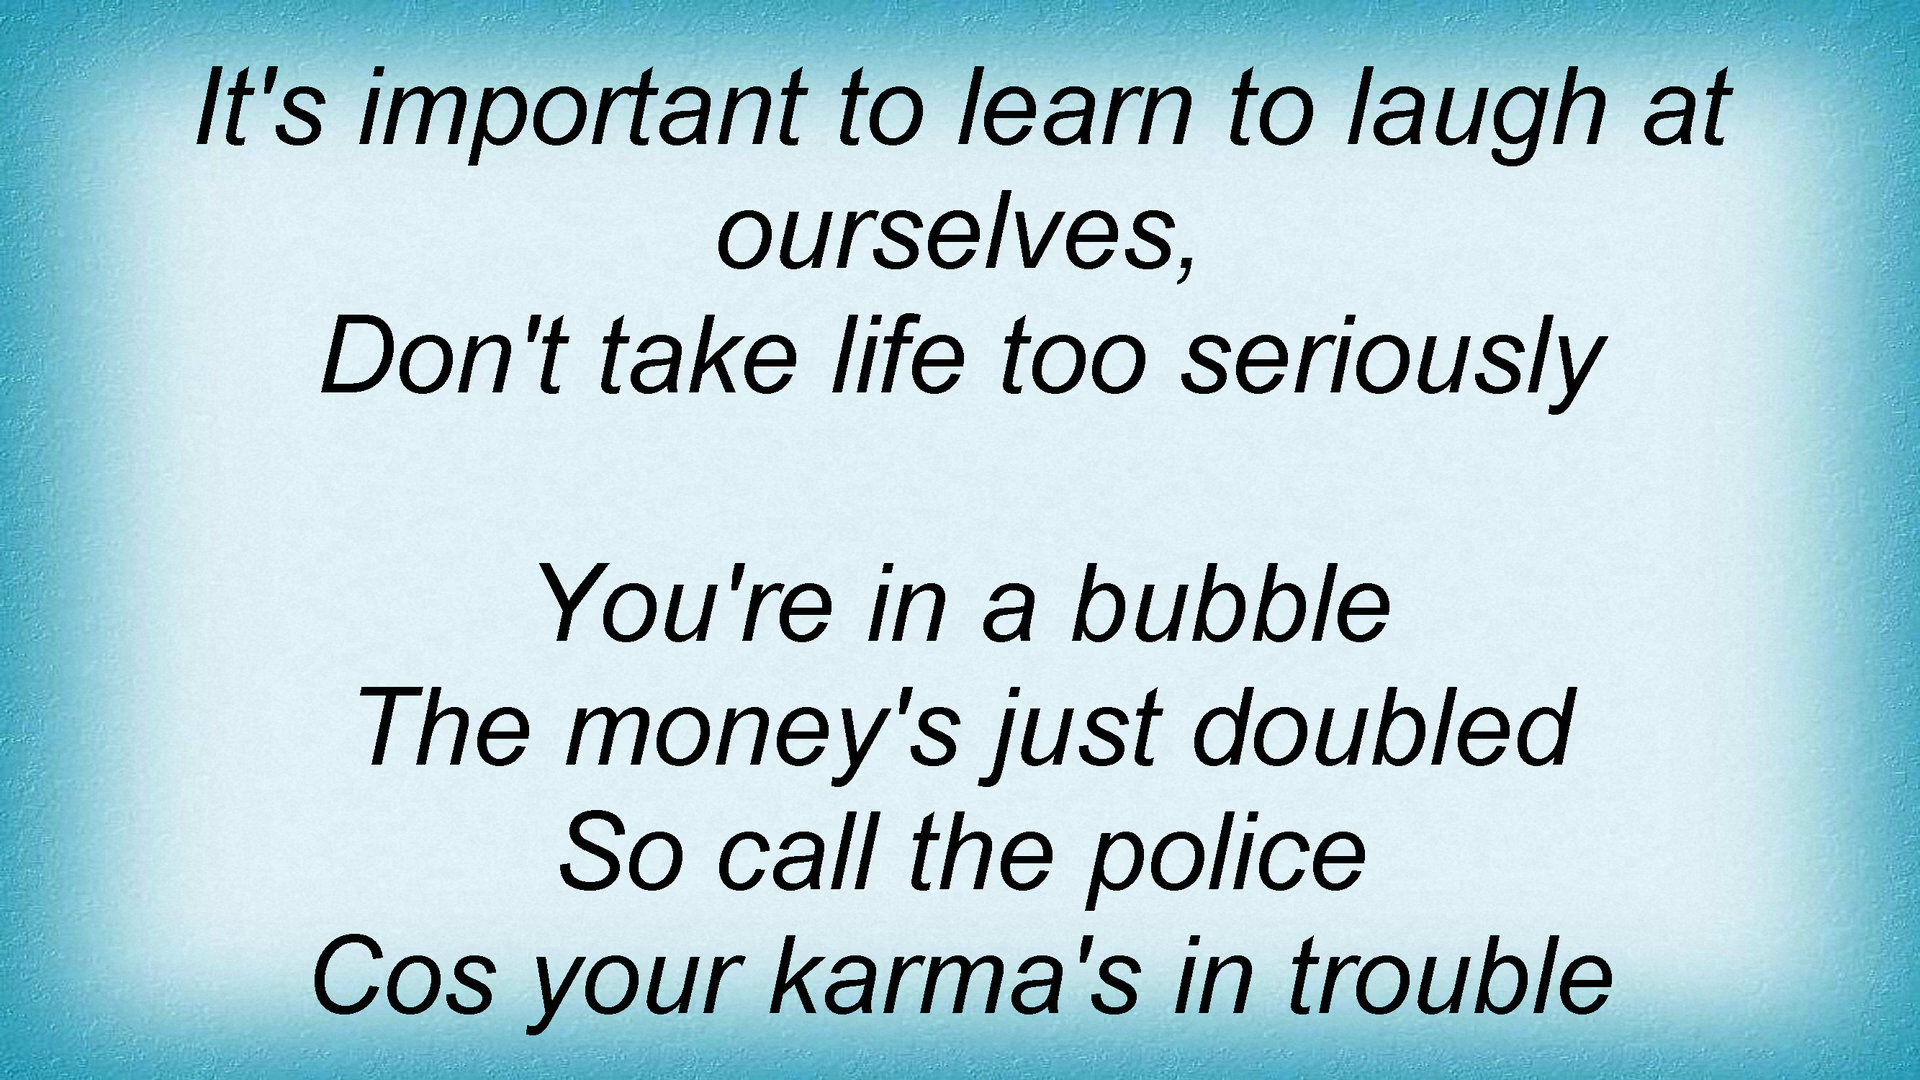 It's important to learn to laugh at
ourselves,
Don't take life too seriously
You're in a bubble
The money's just doubled
So call the police
Cos your karma's in trouble